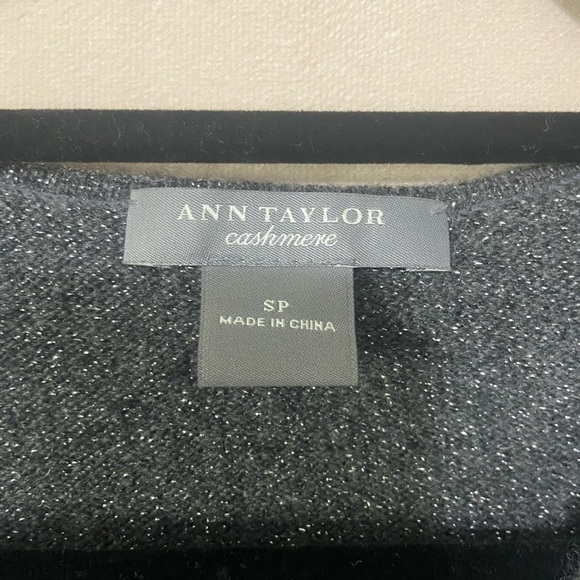 ANN TAYLOR
cashmere
SP
MADE IN CHINA